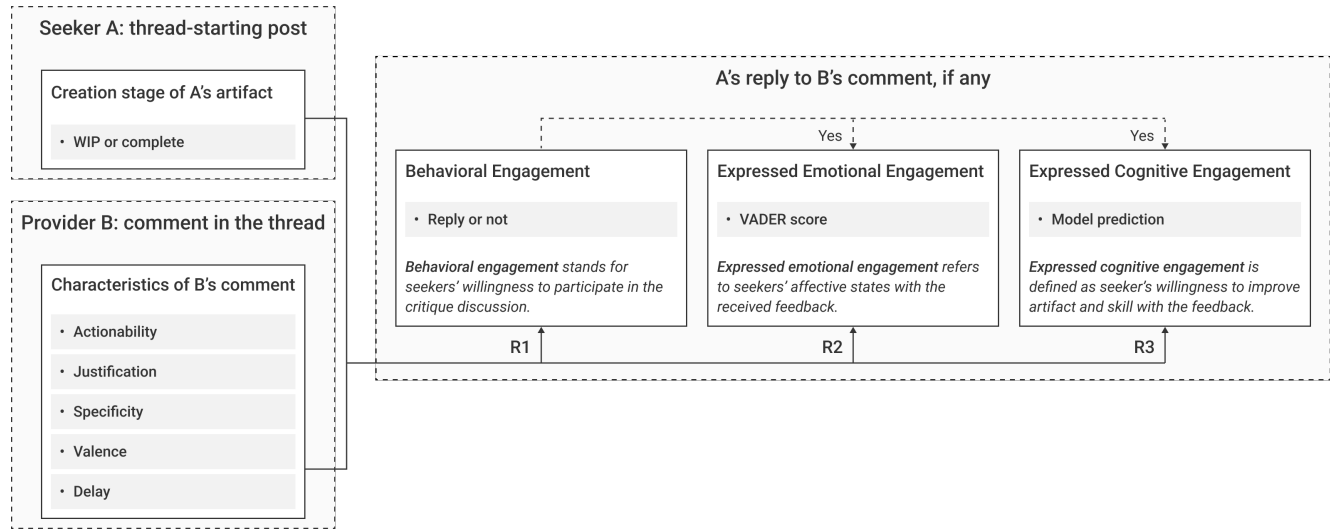 Seeker A: thread-starting post
Creation stage of A's artifact
• WIP or complete
Provider B: comment in the thread
Characteristics of B's comment
• Actionability
• Justification
• Specificity
• Valence
• Delay
A's reply to B's comment, if any
Yes
Yes
Behavioral Engagement
• Reply or not
Behavioral engagement stands for
seekers' willingness to participate in the
critique discussion.
Expressed Emotional Engagement
• VADER score
Expressed emotional engagement refers
to seekers' affective states with the
received feedback.
Expressed Cognitive Engagement
• Model prediction
Expressed cognitive engagement is
defined as seeker's willingness to improve
artifact and skill with the feedback.
R1
R2
R3